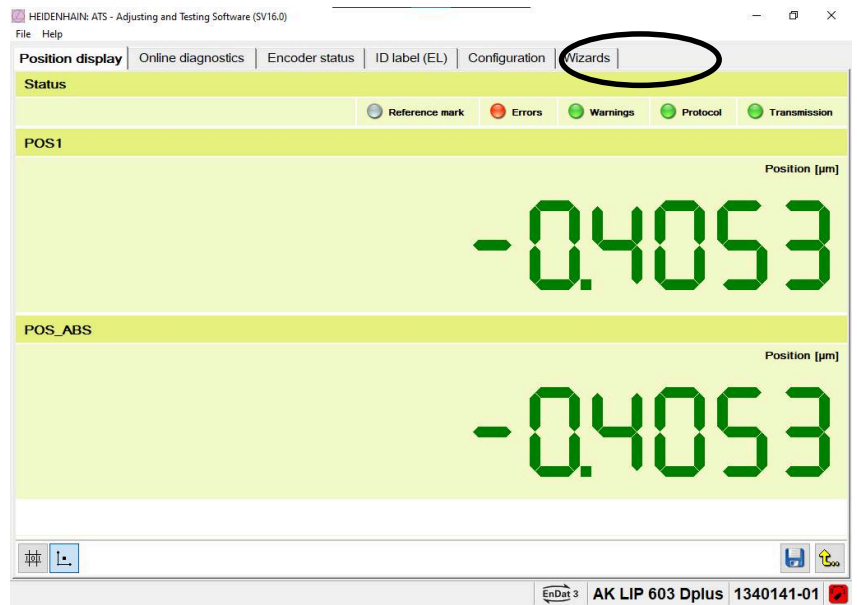 HEIDENHAIN: ATS - Adjusting and Testing Software (SV16.0)
File Help
Position display Online diagnostics Encoder status ID label (EL) Configuration Wizards
Status
Reference mark Errors Warnings Protocol Transmission
POS1
Position [µm]
-0.4053
POS_ABS
Position [µm]
-0.4053
EnDat 3 AK LIP 603 Dplus 1340141-01